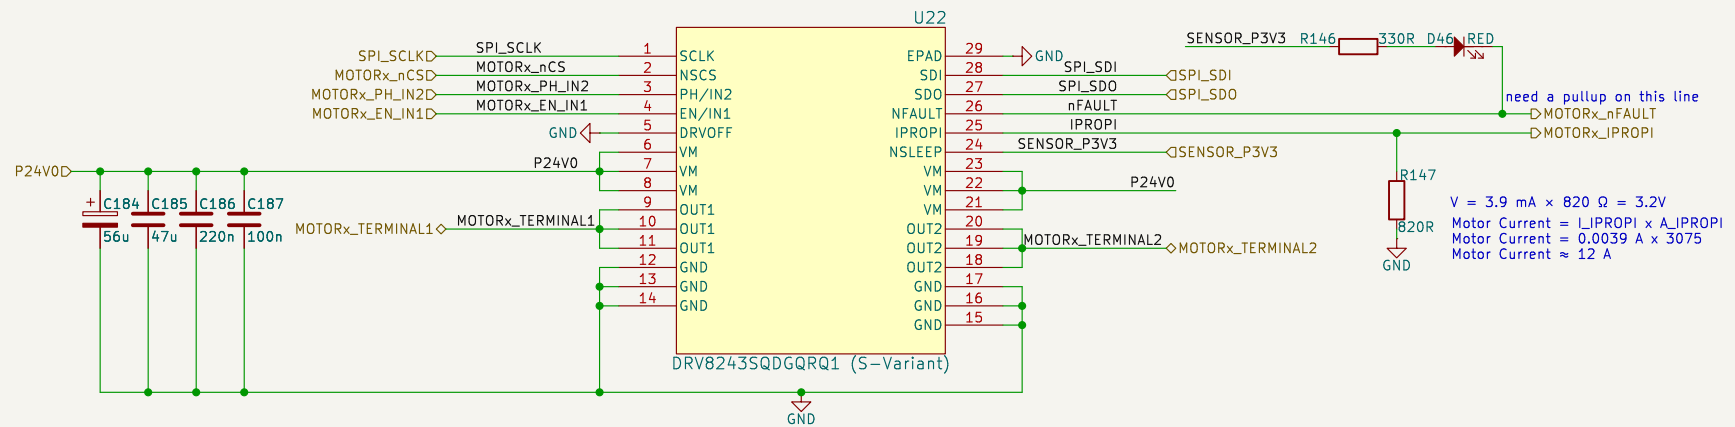 U22
SENSOR_P3V3 R146 330R D46 RED
SPI_SCLK SPI_SCLK 1 SCLK EPAD 29 GND
MOTORx_nCS MOTORx_nCS 2 NSCS SDI 28 SPI_SDI SPI_SDI
MOTORx_PH_IN2 MOTORx_PH_IN2 3 PH/IN2 SDO 27 SPI_SDO SPI_SDO
need a pullup on this line
MOTORx_EN_IN1 MOTORx_EN_IN1 4 EN/IN1 NFAULT 26 nFAULT MOTORx_nFAULT
GND 5 DRVOFF IPROPI 25 IPROPI MOTORx_IPROPI
6 VM NSLEEP 24 SENSOR_P3V3 SENSOR_P3V3
P24V0 P24V0 7 VM VM 23
R147
8 VM VM 22 P24V0
+ C184 C185 C186 C187
V = 3.9 mA × 820 Ω = 3.2V
9 OUT1 VM 21
MOTORx_TERMINAL1 MOTORx_TERMINAL1 10 OUT1 OUT2 20
820R
Motor Current = I_IPROPI x A_IPROPI
56u 47u 220n 100n
Motor Current = 0.0039 A x 3075
11 OUT1 OUT2 19 MOTORx_TERMINAL2 MOTORx_TERMINAL2
Motor Current ≈ 12 A
12 GND OUT2 18
GND
13 GND GND 17
14 GND GND 16
GND 15
DRV8243SQDGQRQ1 (S-Variant)
GND